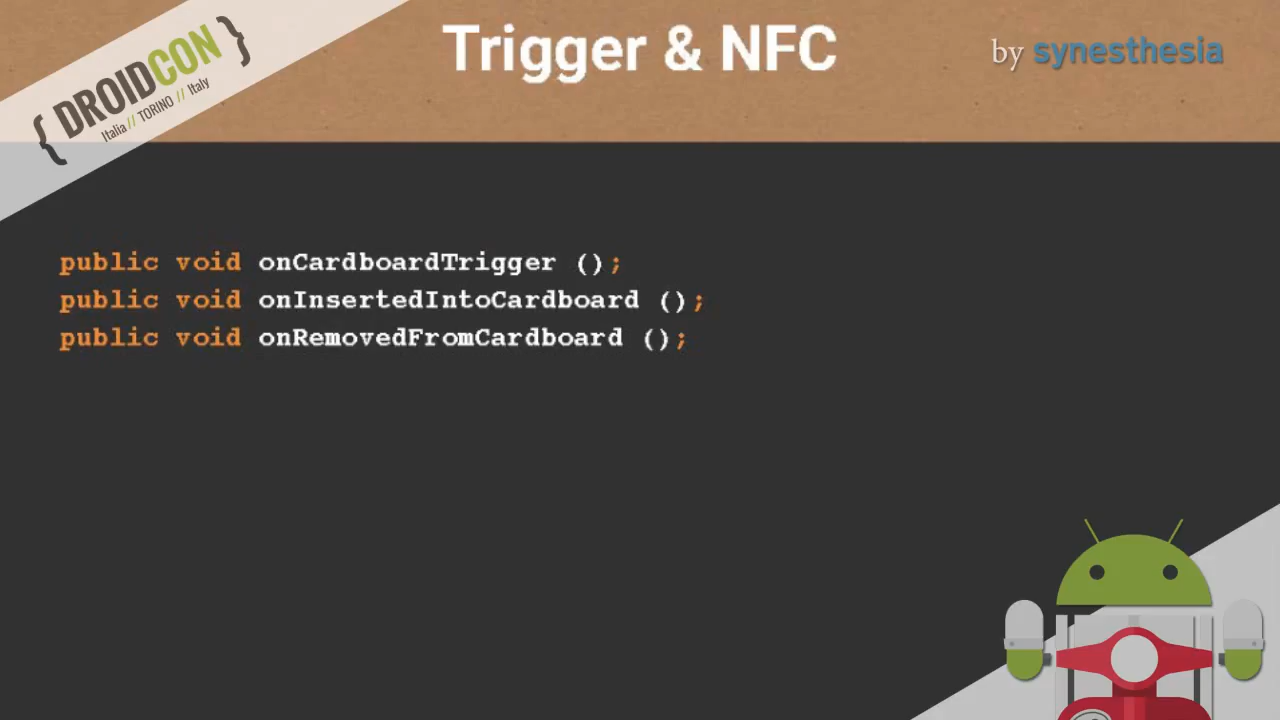 { DROIDCON }
Italia // TORINO // Italy
Trigger & NFC
by synesthesia
public void onCardboardTrigger ();
public void onInsertedIntoCardboard ();
public void onRemovedFromCardboard ();